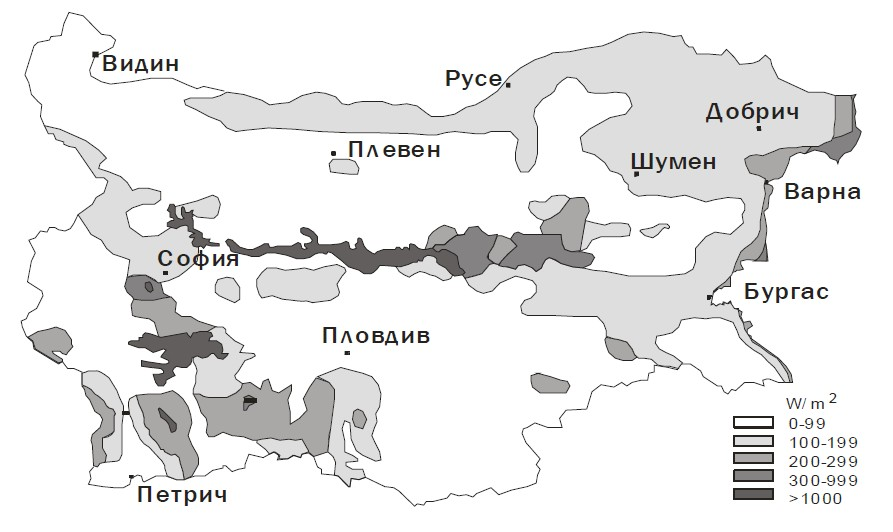 Видин
Русе
Добрич
Плевен
Шумен
Варна
София
Бургас
Пловдив
W/m²
0-99
100-199
200-299
300-999
>1000
Петрич